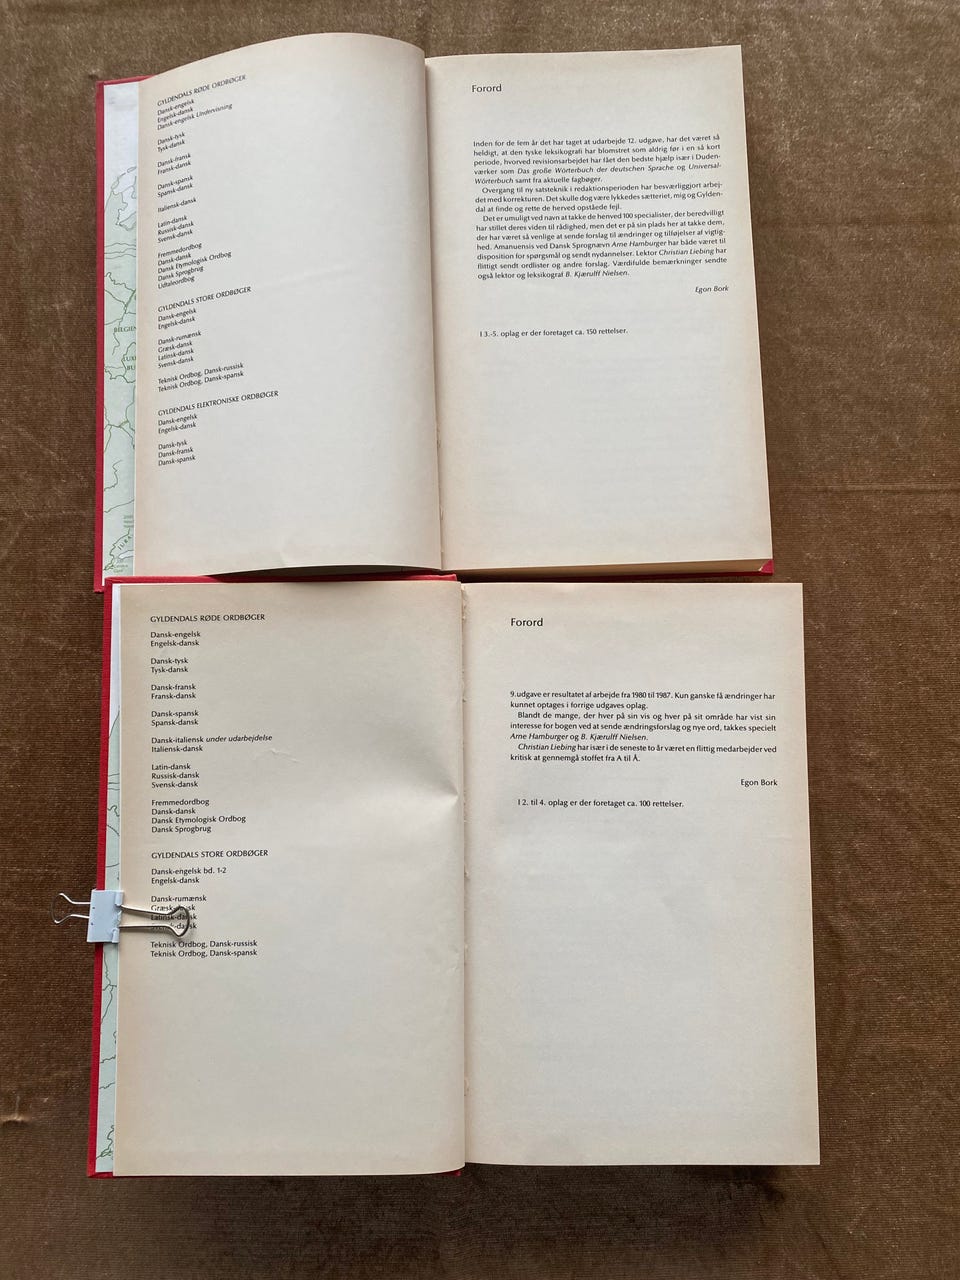 GYLDENDALS RØDE ORDBØGER
Dansk-engelsk
Engelsk-dansk
Dansk-engelsk Undervisning
Dansk-tysk
Tysk-dansk
Dansk-fransk
Fransk-dansk
Dansk-spansk
Spansk-dansk
Italiensk-dansk
Latin-dansk
Russisk-dansk
Svensk-dansk
Fremmedordbog
Dansk-dansk
Dansk Etymologisk Ordbog
Dansk Sprogbrug
Udtaleordbog
GYLDENDALS STORE ORDBØGER
Dansk-engelsk
Engelsk-dansk
Dansk-rumænsk
Græsk-dansk
Latinsk-dansk
Svensk-dansk
Teknisk Ordbog, Dansk-russisk
Teknisk Ordbog, Dansk-spansk
GYLDENDALS ELEKTRONISKE ORDBØGER
Dansk-engelsk
Engelsk-dansk
Dansk-tysk
Dansk-fransk
Dansk-spansk
Forord
Inden for de fem år det har taget at udarbejde 12. udgave, har det været så
heldigt, at den tyske leksikografi har blomstret som aldrig før i en så kort
periode, hvorved revisionsarbejdet har fået den bedste hjælp især i Duden-
værker som Das große Wörterbuch der deutschen Sprache og Universal-
Wörterbuch samt fra aktuelle fagbøger.
Overgang til ny satsteknik i redaktionsperioden har besværliggjort arbej-
det med korrekturen. Det skulle dog være lykkedes sætteriet, mig og Gylden-
dal at finde og rette de herved opståede fejl.
Det er umuligt ved navn at takke de henved 100 specialister, der beredvilligt
har stillet deres viden til rådighed, men det er på sin plads her at takke dem,
der har været så venlige at sende forslag til ændringer og tilføjelser af vigtig-
hed. Amanuensis ved Dansk Sprognævn Arne Hamburger har både været til
disposition for spørgsmål og sendt nydannelser. Lektor Christian Liebing har
flittigt sendt ordlister og andre forslag. Værdifulde bemærkninger sendte
også lektor og leksikograf B. Kjærulff Nielsen.
Egon Bork
I 3.-5. oplag er der foretaget ca. 150 rettelser.
GYLDENDALS RØDE ORDBØGER
Dansk-engelsk
Engelsk-dansk
Dansk-tysk
Tysk-dansk
Dansk-fransk
Fransk-dansk
Dansk-spansk
Spansk-dansk
Dansk-italiensk under udarbejdelse
Italiensk-dansk
Latin-dansk
Russisk-dansk
Svensk-dansk
Fremmedordbog
Dansk-dansk
Dansk Etymologisk Ordbog
Dansk Sprogbrug
GYLDENDALS STORE ORDBØGER
Dansk-engelsk bd. 1-2
Engelsk-dansk
Dansk-rumænsk
Græsk-dansk
Latinsk-dansk
Teknisk Ordbog, Dansk-russisk
Teknisk Ordbog, Dansk-spansk
Forord
9. udgave er resultatet af arbejde fra 1980 til 1987. Kun ganske få ændringer har
kunnet optages i forrige udgaves oplag.
Blandt de mange, der hver på sin vis og hver på sit område har vist sin
interesse for bogen ved at sende ændringsforslag og nye ord, takkes specielt
Arne Hamburger og B. Kjærulff Nielsen.
Christian Liebing har især i de seneste to år været en flittig medarbejder ved
kritisk at gennemgå stoffet fra A til Å.
Egon Bork
I 2. til 4. oplag er der foretaget ca. 100 rettelser.